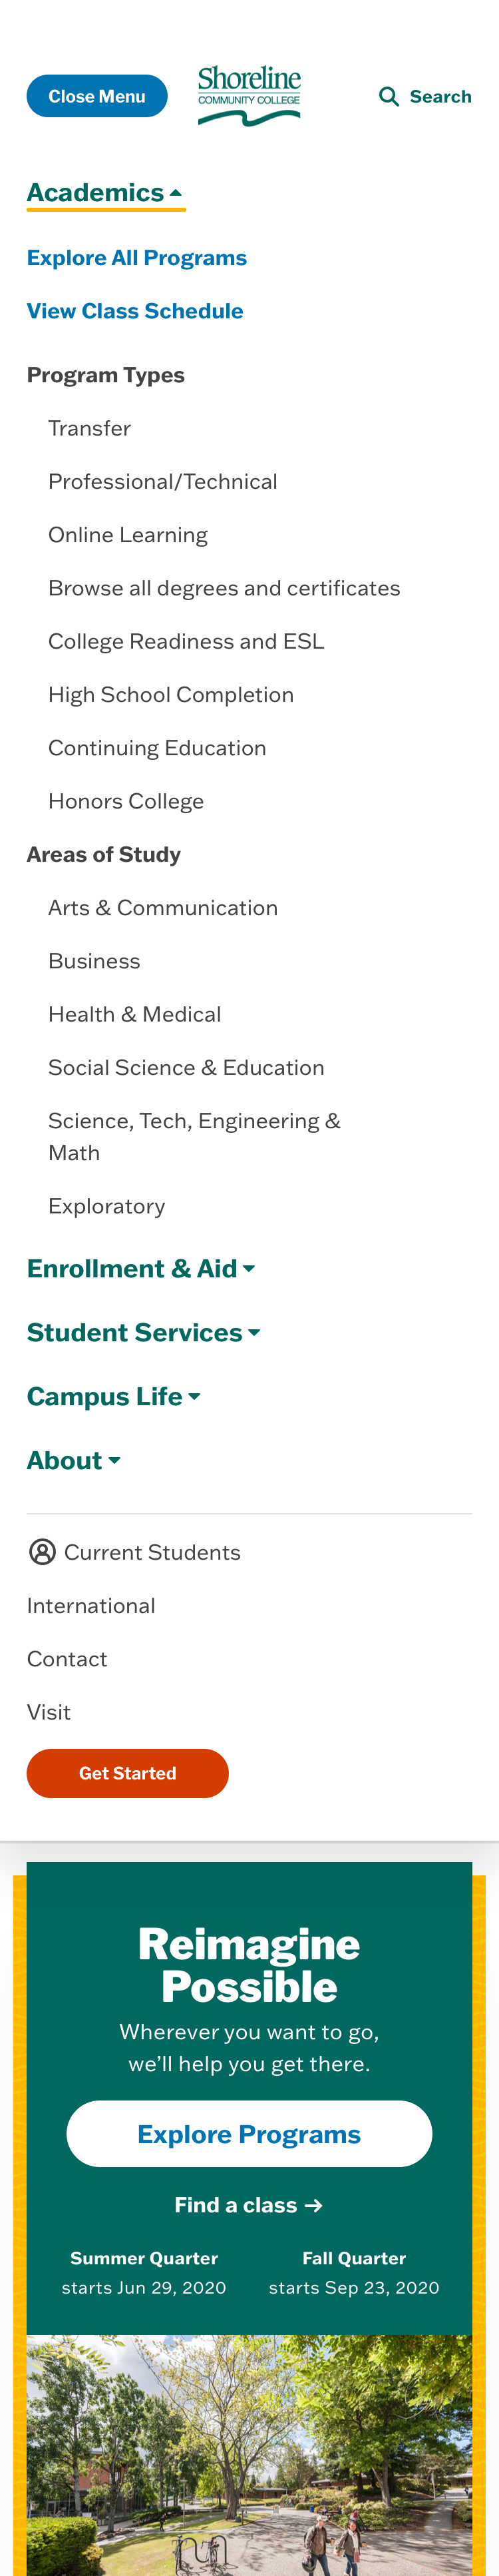 Close Menu
Shoreline
COMMUNITY COLLEGE
Search
Academics
Explore All Programs
View Class Schedule
Program Types
Transfer
Professional/Technical
Online Learning
Browse all degrees and certificates
College Readiness and ESL
High School Completion
Continuing Education
Honors College
Areas of Study
Arts & Communication
Business
Health & Medical
Social Science & Education
Science, Tech, Engineering &
Math
Exploratory
Enrollment & Aid
Student Services
Campus Life
About
Current Students
International
Contact
Visit
Get Started
Reimagine
Possible
Wherever you want to go,
we’ll help you get there.
Explore Programs
Find a class →
Summer Quarter
starts Jun 29, 2020
Fall Quarter
starts Sep 23, 2020